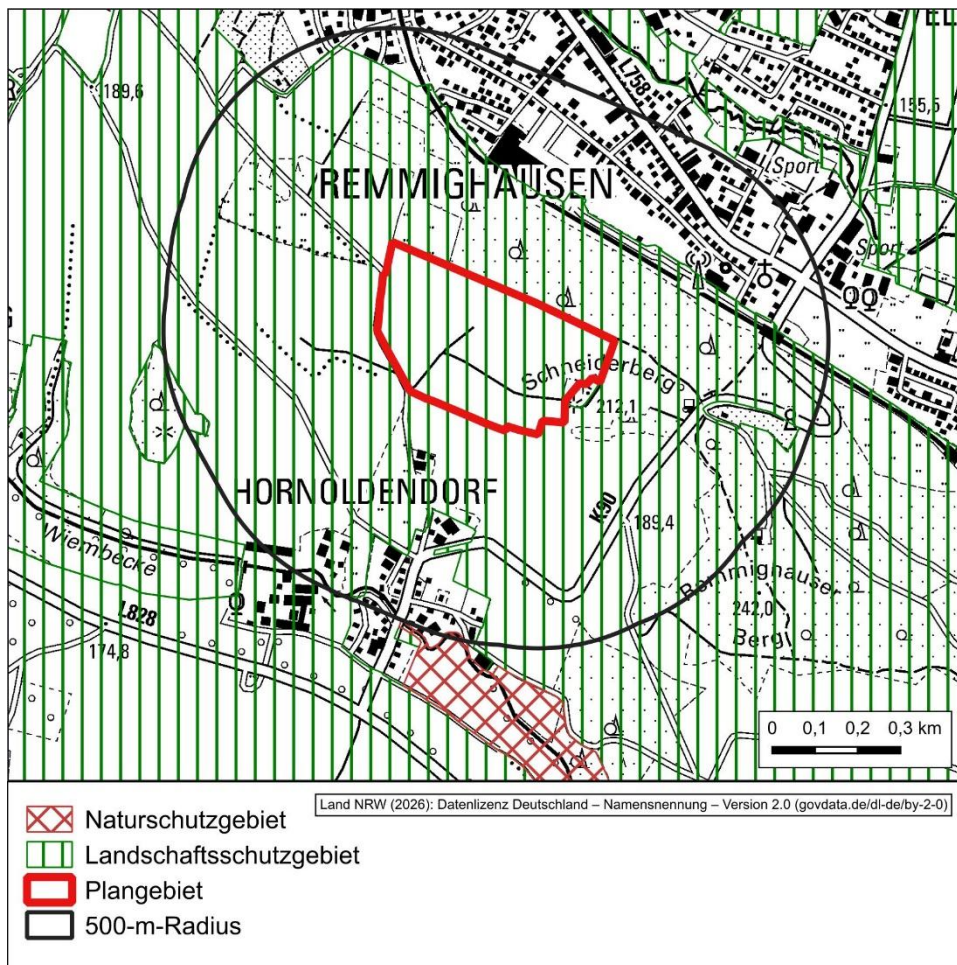 EL
189,6
L758
155,5
Sport
REMMIGHAUSEN
Sport
Schneiderberg
212,1
HORNOLDENDORF
K90
189,4
Wiembecke
Remmighauser
242,0
Berg
L828
174,8
0 0,1 0,2 0,3 km
Land NRW (2026): Datenlizenz Deutschland – Namensnennung – Version 2.0 (govdata.de/dl-de/by-2-0)
Naturschutzgebiet
Landschaftsschutzgebiet
Plangebiet
500-m-Radius